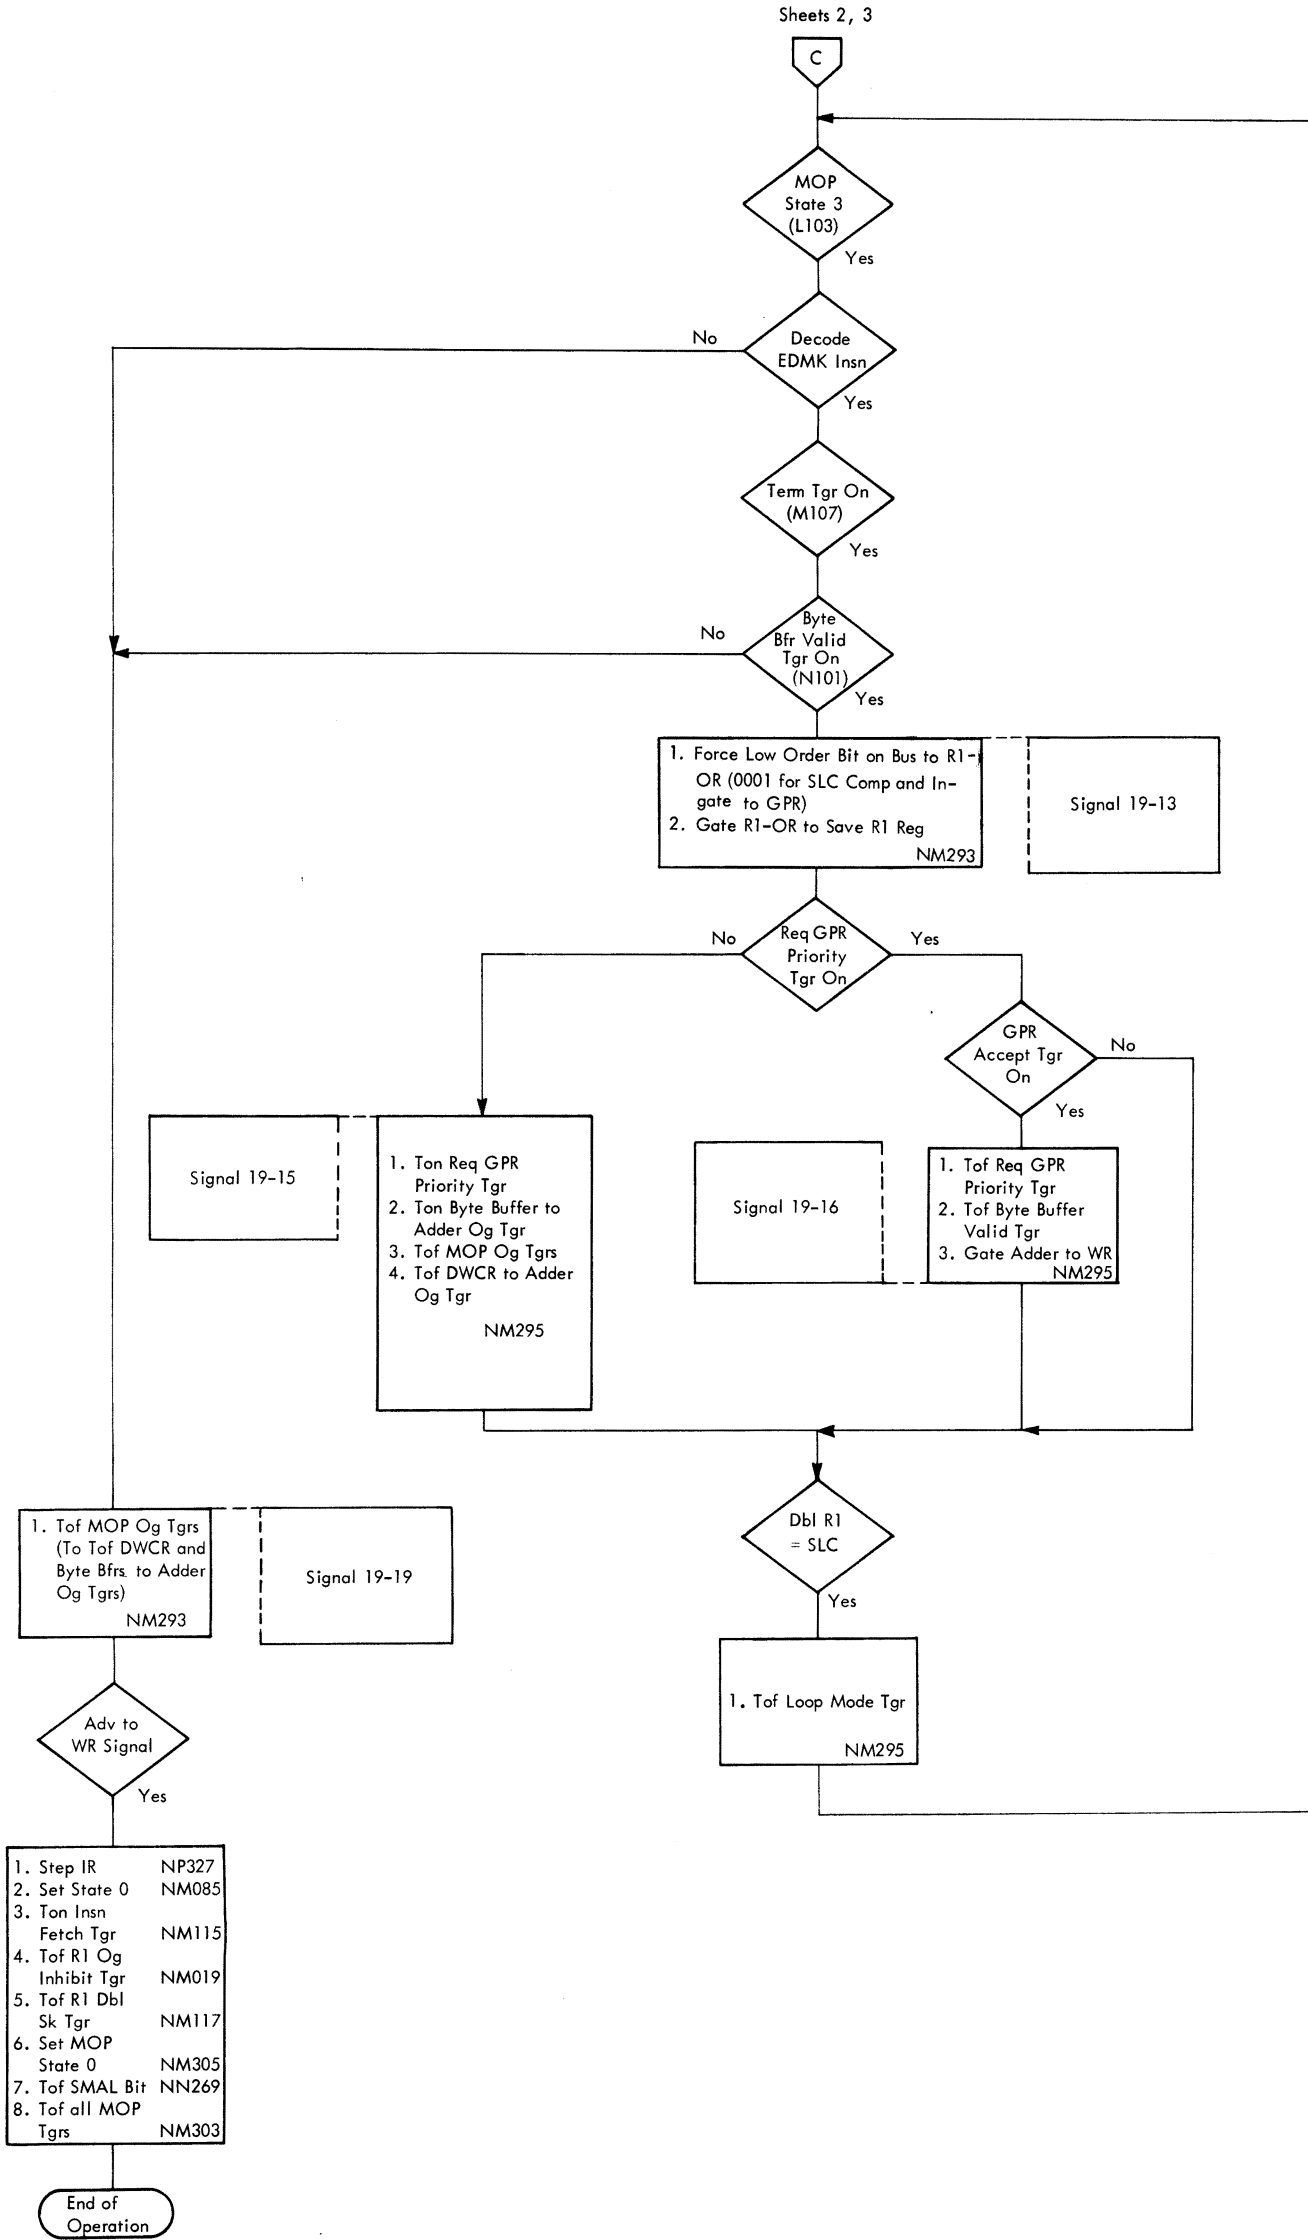 Sheets 2, 3
C
MOP
State 3
(L103)
Yes
No
Decode
EDMK Insn
Yes
Term Tgr On
(M107)
Yes
No
Byte
Bfr Valid
Tgr On
(N101)
Yes
1. Force Low Order Bit on Bus to R1-
OR (0001 for SLC Comp and In-
gate to GPR)
2. Gate R1-OR to Save R1 Reg
NM293
Signal 19-13
No
Req GPR
Priority
Tgr On
Yes
GPR
Accept Tgr
On
No
Yes
Signal 19-15
1. Ton Req GPR
Priority Tgr
2. Ton Byte Buffer to
Adder Og Tgr
3. Tof MOP Og Tgrs
4. Tof DWCR to Adder
Og Tgr
NM295
Signal 19-16
1. Tof Req GPR
Priority Tgr
2. Tof Byte Buffer
Valid Tgr
3. Gate Adder to WR
NM295
Dbl R1
= SLC
Yes
1. Tof Loop Mode Tgr
NM295
1. Tof MOP Og Tgrs
(To Tof DWCR and
Byte Bfrs. to Adder
Og Tgrs)
NM293
Signal 19-19
Adv to
WR Signal
Yes
1. Step IR NP327
2. Set State 0 NM085
3. Ton Insn
Fetch Tgr NM115
4. Tof R1 Og
Inhibit Tgr NM019
5. Tof R1 Dbl
Sk Tgr NM117
6. Set MOP
State 0 NM305
7. Tof SMAL Bit NN269
8. Tof all MOP
Tgrs NM303
End of
Operation